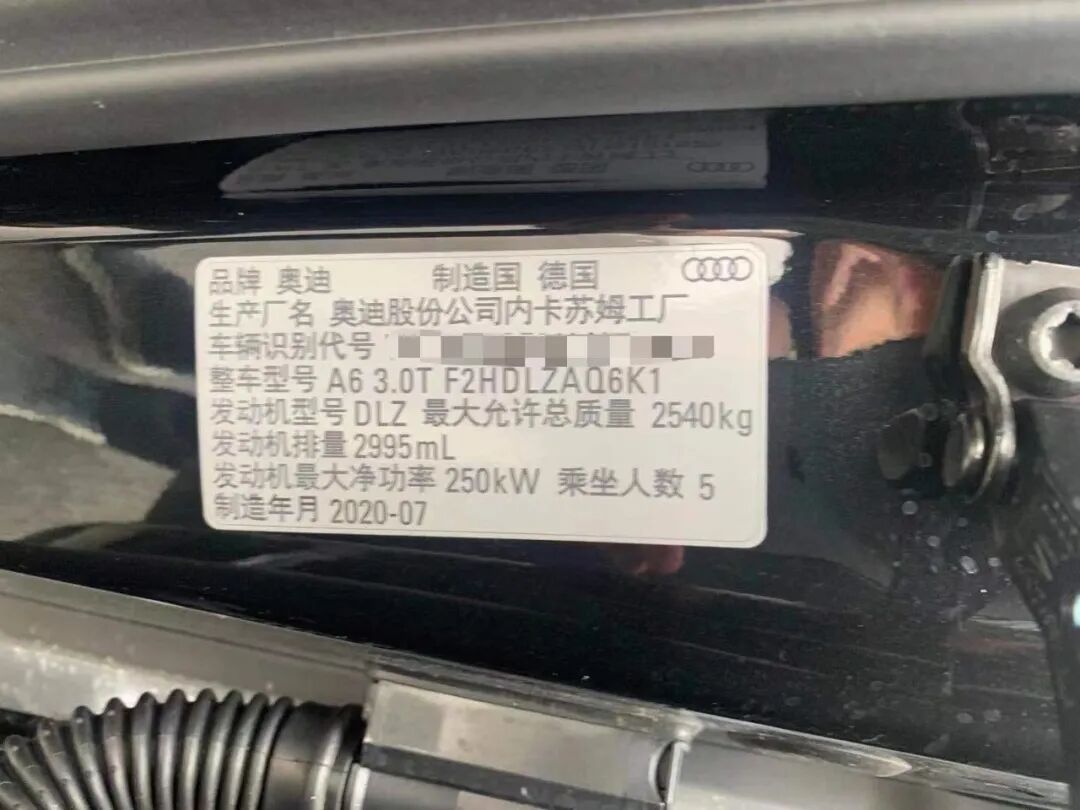 品牌 奥迪 制造国 德国
生产厂名 奥迪股份公司内卡苏姆工厂
车辆识别代号
整车型号 A6 3.0T F2HDLZAQ6K1
发动机型号 DLZ 最大允许总质量 2540kg
发动机排量 2995mL
发动机最大净功率 250kW 乘坐人数 5
制造年月 2020-07